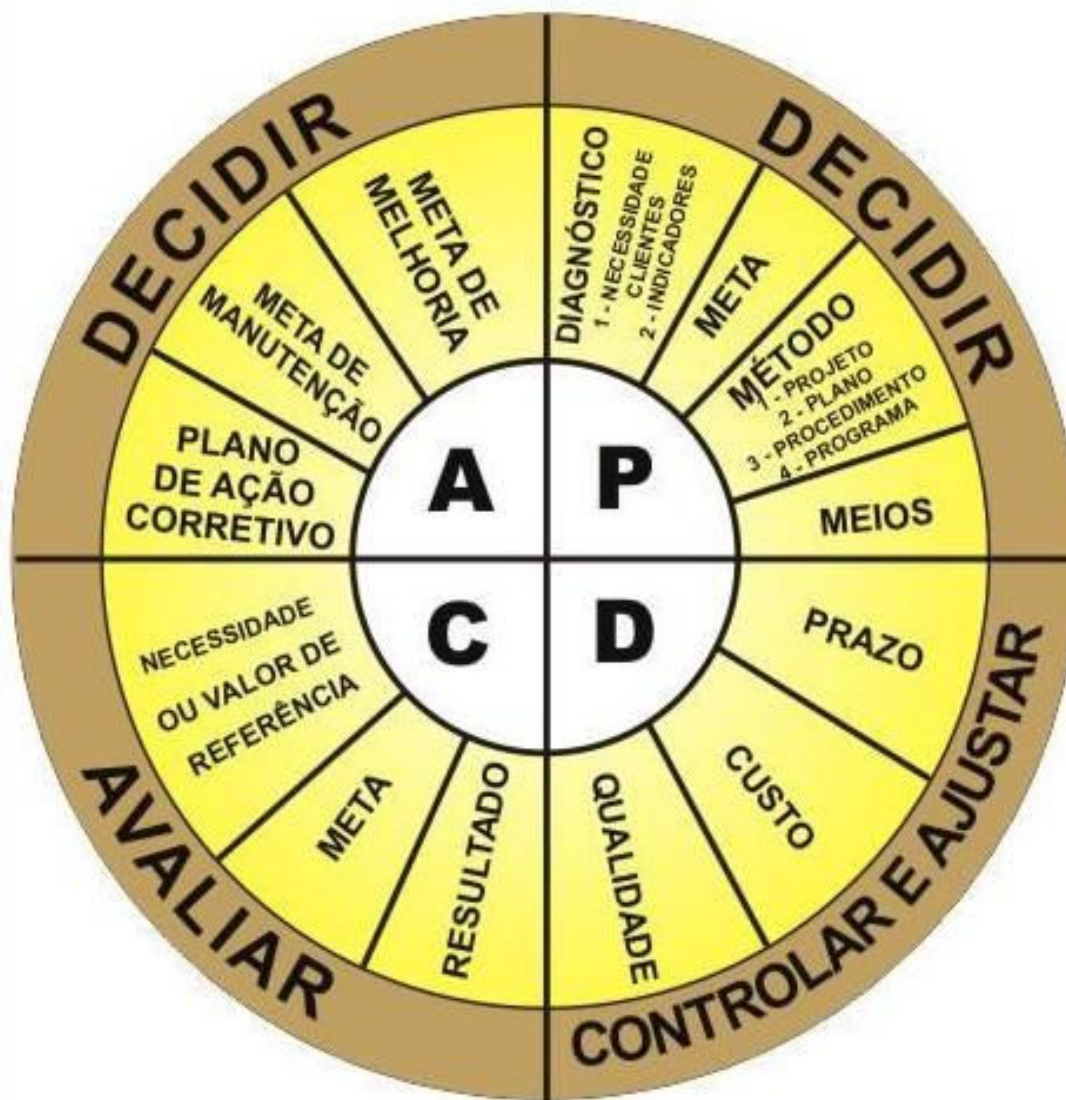 DECIDIR
DIAGNÓSTICO
1 - NECESSIDADE
CLIENTES
2 - INDICADORES
META
MÉTODO
1 - PROJETO
2 - PLANO
3 - PROCEDIMENTO
4 - PROGRAMA
MEIOS
P
CONTROLAR E AJUSTAR
PRAZO
CUSTO
QUALIDADE
D
AVALIAR
RESULTADO
META
NECESSIDADE
OU VALOR DE
REFERÊNCIA
C
DECIDIR
PLANO
DE AÇÃO
CORRETIVO
META DE
MANUTENÇÃO
META DE
MELHORIA
A